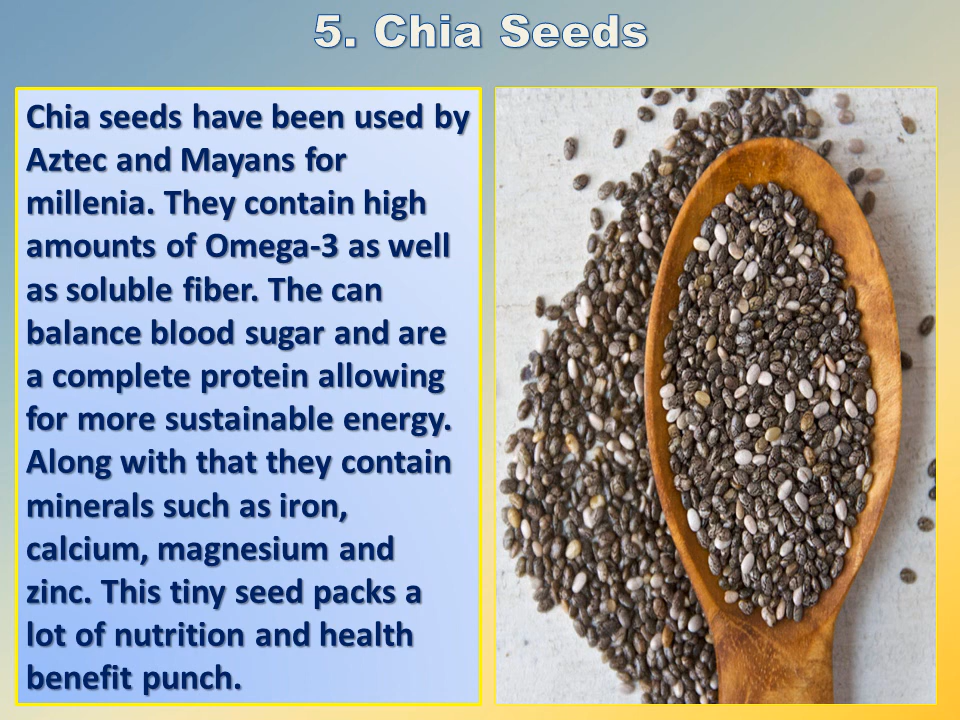 5. Chia Seeds
Chia seeds have been used by
Aztec and Mayans for
millenia. They contain high
amounts of Omega-3 as well
as soluble fiber. The can
balance blood sugar and are
a complete protein allowing
for more sustainable energy.
Along with that they contain
minerals such as iron,
calcium, magnesium and
zinc. This tiny seed packs a
lot of nutrition and health
benefit punch.